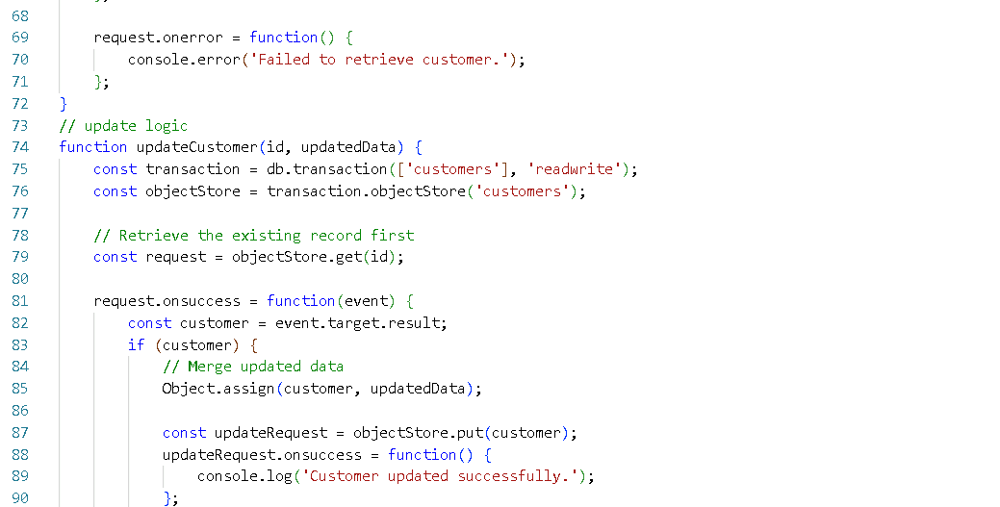 };
68
69 request.onerror = function() {
70 console.error('Failed to retrieve customer.');
71 };
72 }
73 // update logic
74 function updateCustomer(id, updatedData) {
75 const transaction = db.transaction(['customers'], 'readwrite');
76 const objectStore = transaction.objectStore('customers');
77
78 // Retrieve the existing record first
79 const request = objectStore.get(id);
80
81 request.onsuccess = function(event) {
82 const customer = event.target.result;
83 if (customer) {
84 // Merge updated data
85 Object.assign(customer, updatedData);
86
87 const updateRequest = objectStore.put(customer);
88 updateRequest.onsuccess = function() {
89 console.log('Customer updated successfully.');
90 };